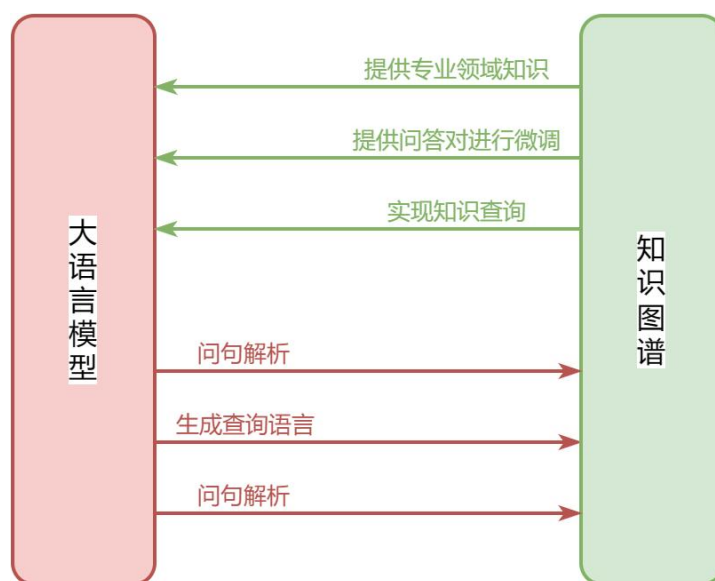 提供专业领域知识
提供问答对进行微调
实现知识查询
大语言模型
知识图谱
问句解析
生成查询语言
问句解析